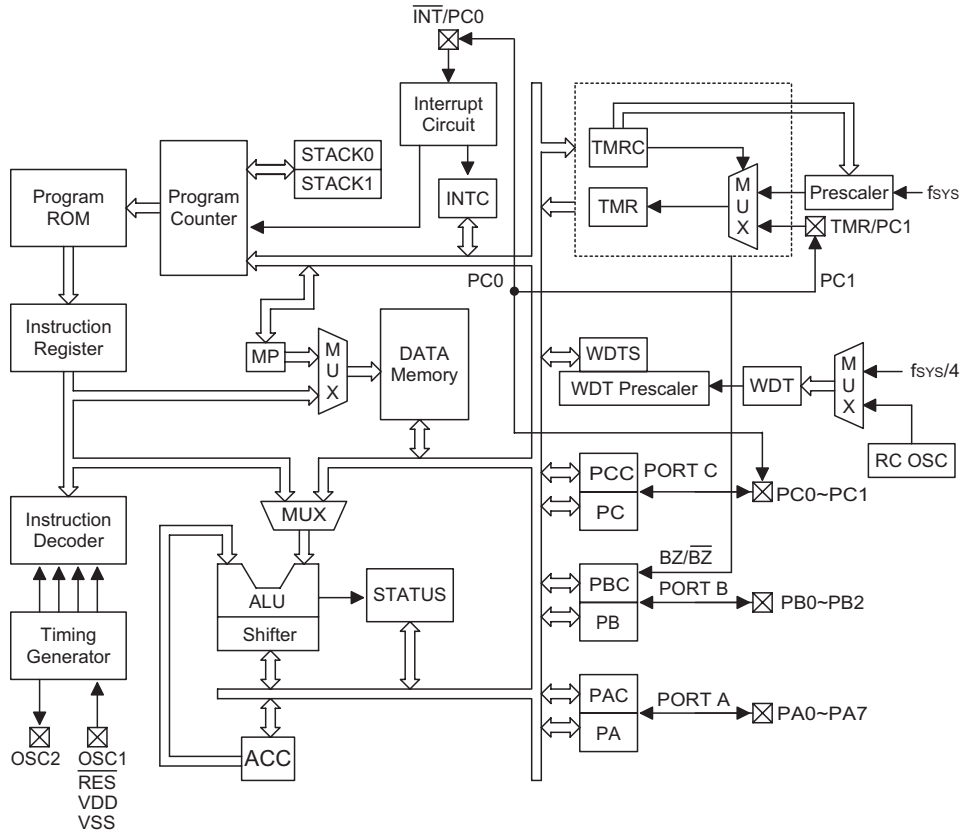 INT/PC0
Interrupt
Circuit
STACK0
STACK1
INTC
Program
ROM
Program
Counter
TMRC
TMR
M
U
X
Prescaler
fSYS
TMR/PC1
PC0
PC1
Instruction
Register
MP
M
U
X
DATA
Memory
WDTS
WDT Prescaler
WDT
M
U
X
fSYS/4
RC OSC
PCC
PC
PORT C
PC0~PC1
MUX
Instruction
Decoder
ALU
Shifter
STATUS
BZ/BZ
PBC
PB
PORT B
PB0~PB2
Timing
Generator
PAC
PA
PORT A
PA0~PA7
OSC2
OSC1
RES
VDD
VSS
ACC